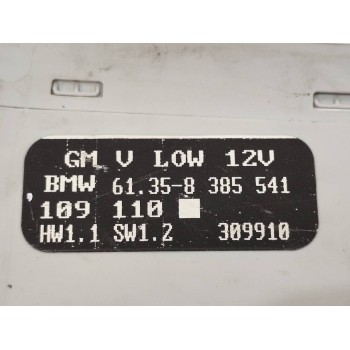 GM V LOW 12V
BMW 61.35-8 385 541
109 110
HW1.1 SW1.2 309910